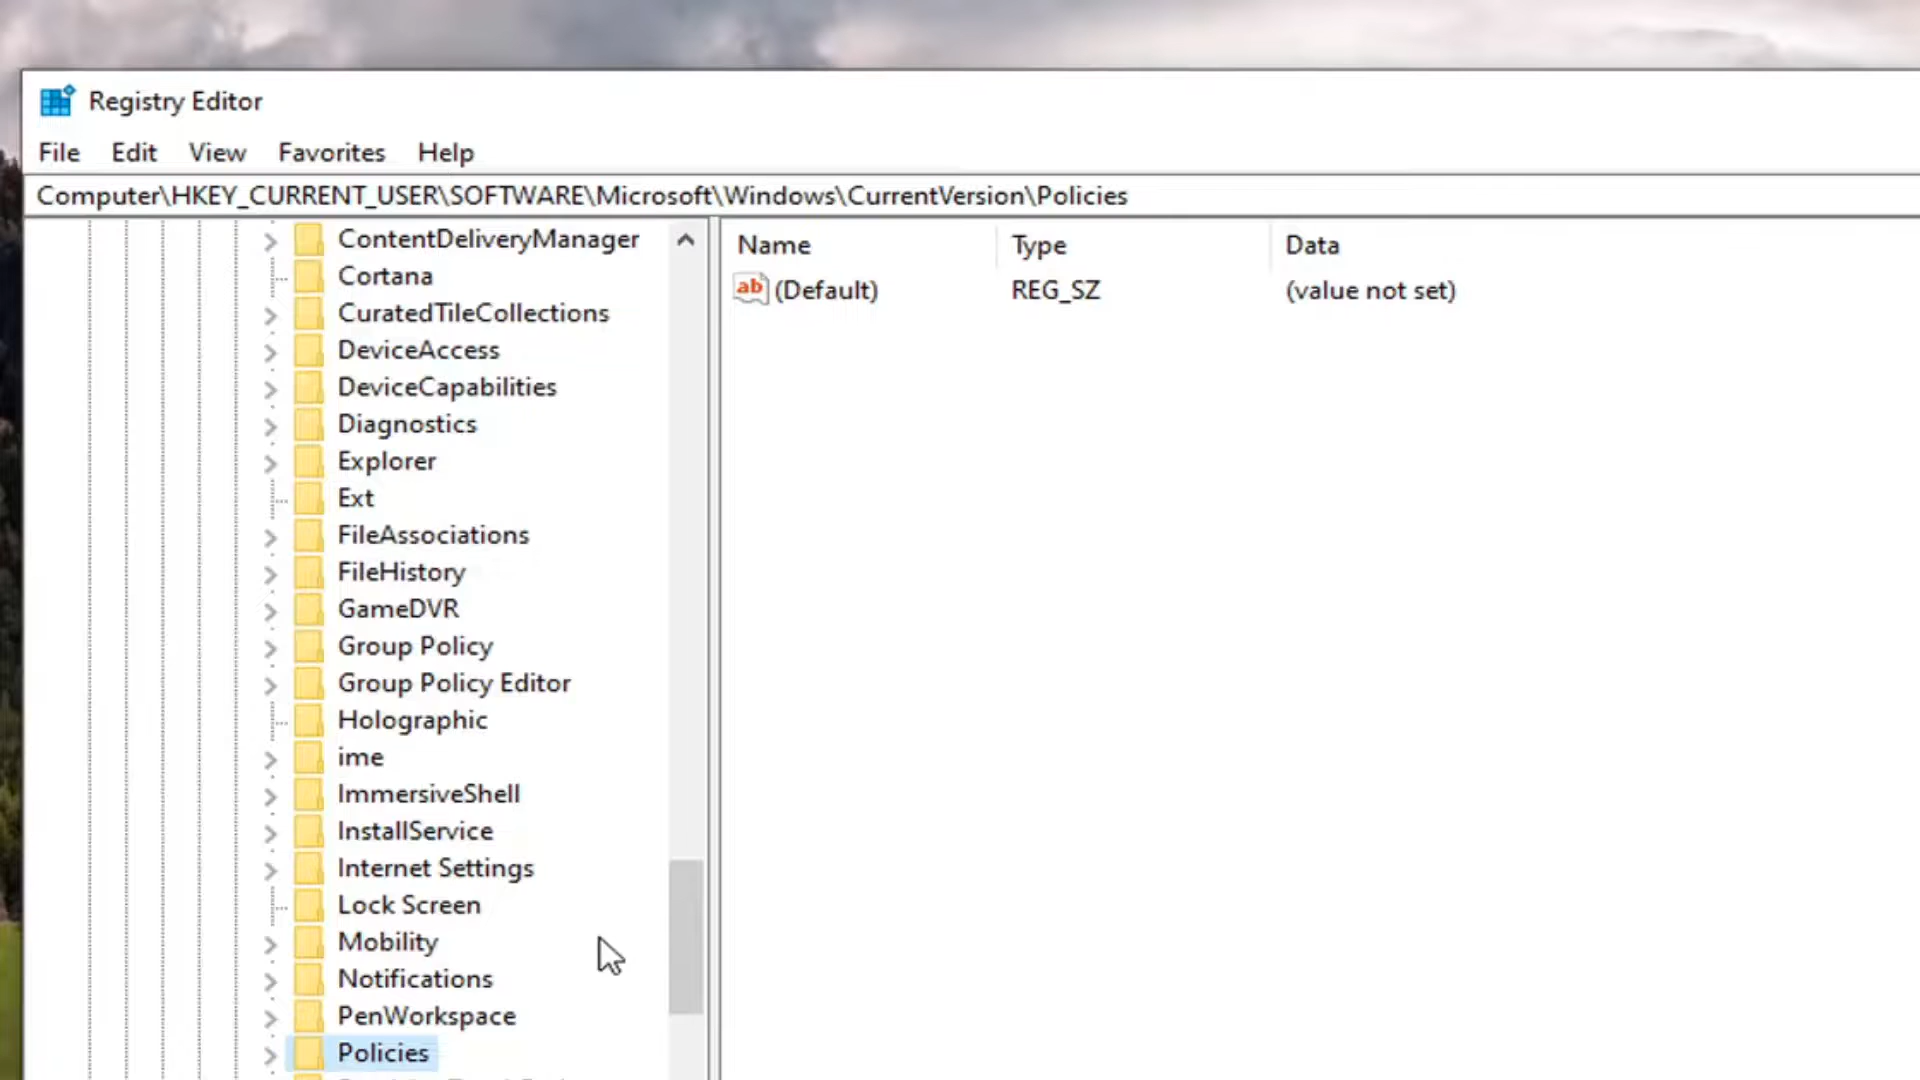 Registry Editor
File Edit View Favorites Help
Computer\HKEY_CURRENT_USER\SOFTWARE\Microsoft\Windows\CurrentVersion\Policies
ContentDeliveryManager
Cortana
CuratedTileCollections
DeviceAccess
DeviceCapabilities
Diagnostics
Explorer
Ext
FileAssociations
FileHistory
GameDVR
Group Policy
Group Policy Editor
Holographic
ime
ImmersiveShell
InstallService
Internet Settings
Lock Screen
Mobility
Notifications
PenWorkspace
Policies
Name Type Data
ab (Default) REG_SZ (value not set)